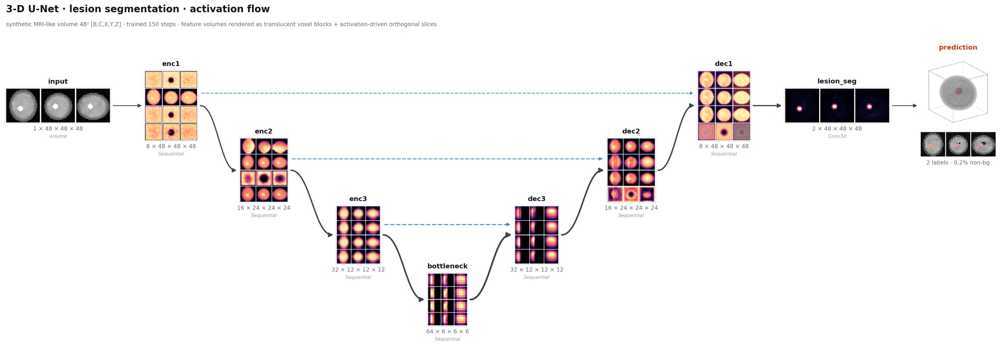 3-D U-Net · lesion segmentation · activation flow
synthetic MRI-like volume 48³ [B,C,X,Y,Z] · trained 150 steps · feature volumes rendered as translucent voxel blocks + activation-driven orthogonal slices
input
1 × 48 × 48 × 48
volume
enc1
8 × 48 × 48 × 48
Sequential
enc2
16 × 24 × 24 × 24
Sequential
enc3
32 × 12 × 12 × 12
Sequential
bottleneck
64 × 6 × 6 × 6
Sequential
dec3
32 × 12 × 12 × 12
Sequential
dec2
16 × 24 × 24 × 24
Sequential
dec1
8 × 48 × 48 × 48
Sequential
lesion_seg
2 × 48 × 48 × 48
Conv3d
prediction
2 labels · 0.2% non-bg